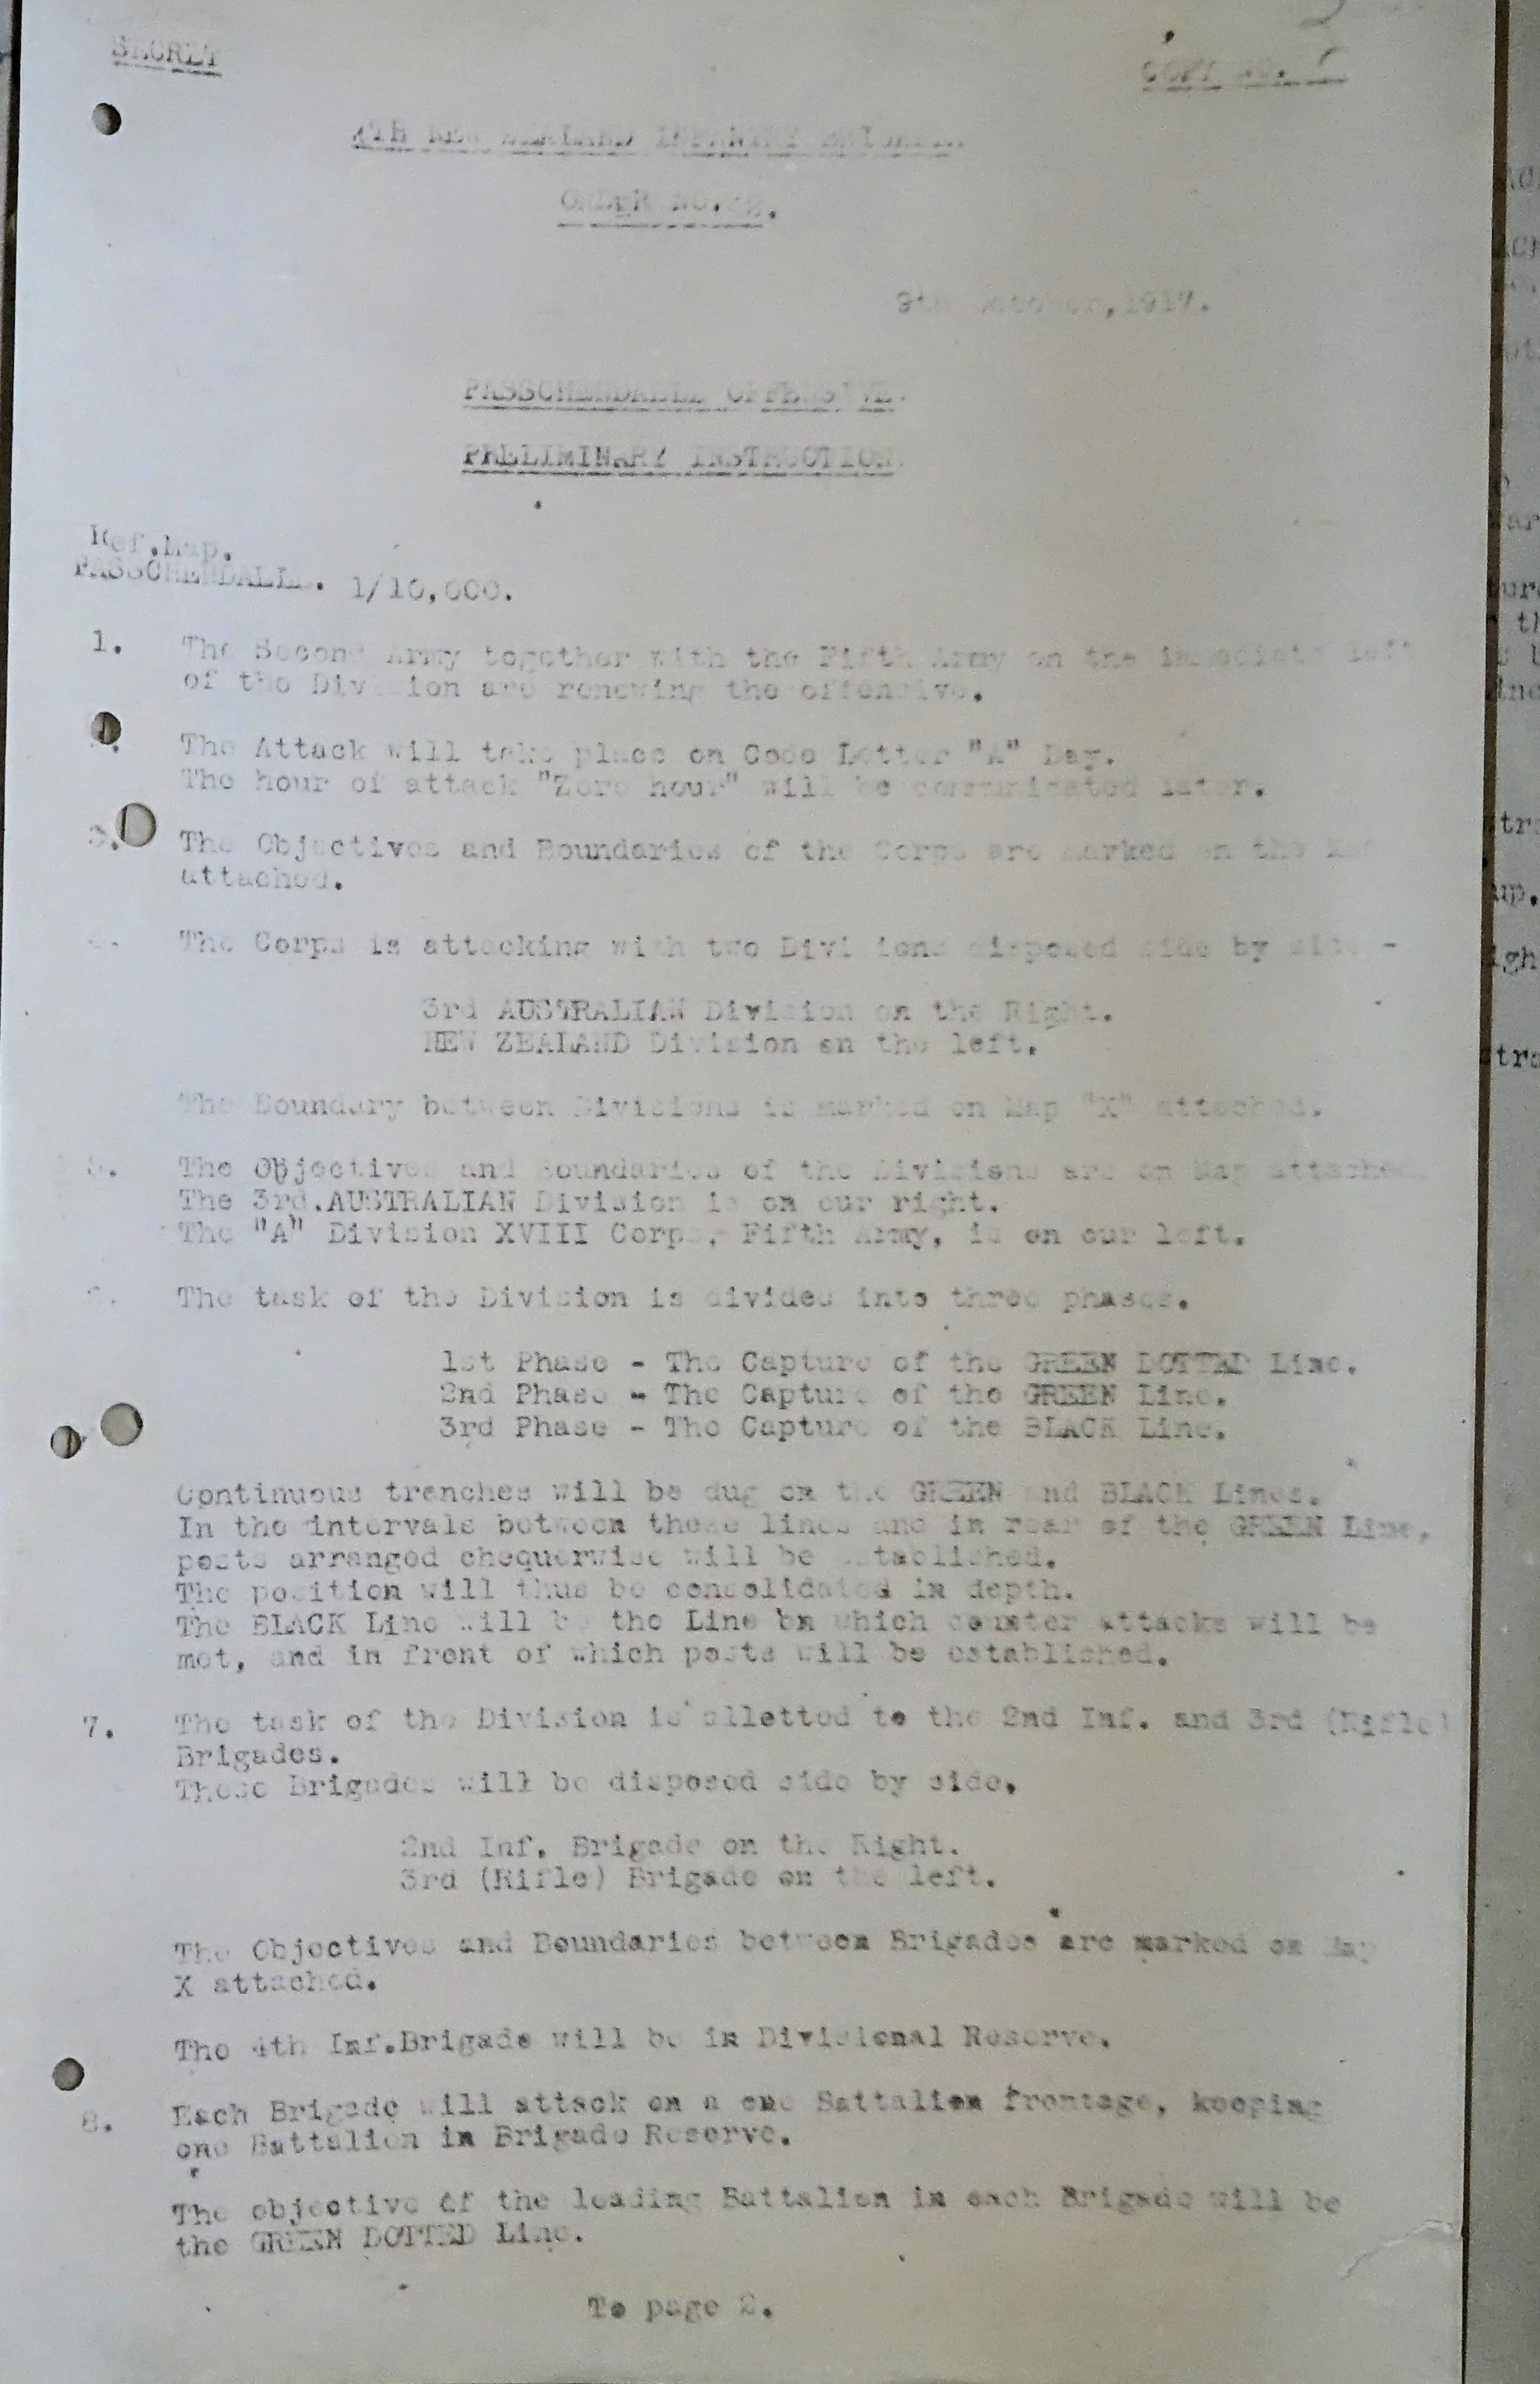 SECRET
COPY NO.
4TH NEW ZEALAND INFANTRY BRIGADE.
ORDER NO.
9th October, 1917.
PASSCHENDAELE OFFENSIVE.
PRELIMINARY INSTRUCTION.
Ref.Map.
PASSCHENDAELE. 1/10,000.
1. The Second Army together with the Fifth Army on the immediate left
of the Division are renewing the offensive.
The Attack will take place on Code Letter "A" Day.
The hour of attack "Zero hour" will be communicated later.
3. The Objectives and Boundaries of the Corps are marked on the
attached.
4. The Corps is attacking with two Divisions disposed side by side -
3rd AUSTRALIAN Division on the Right.
NEW ZEALAND Division on the left.
The Boundary between Divisions is marked on Map "X" attached.
5. The Objectives and Boundaries of the Divisions are on Map attached
The 3rd.AUSTRALIAN Division is on our right.
The "A" Division XVIII Corps, Fifth Army, is on our left.
The task of the Division is divided into three phases.
1st Phase - The Capture of the GREEN DOTTED Line.
2nd Phase - The Capture of the GREEN Line.
3rd Phase - The Capture of the BLACK Line.
Continuous trenches will be dug on the GREEN and BLACK Lines.
In the intervals between these lines and in rear of the GREEN Line,
posts arranged chequerwise will be established.
The position will thus be consolidated in depth.
The BLACK Line will be the Line on which counter attacks will be
met, and in front of which posts will be established.
7. The task of the Division is allotted to the 2nd Inf. and 3rd (Rifle)
Brigades.
These Brigades will be disposed side by side,
2nd Inf. Brigade on the Right.
3rd (Rifle) Brigade on the left.
The Objectives and Boundaries between Brigades are marked on Map
X attached.
The 4th Inf.Brigade will be in Divisional Reserve.
8. Each Brigade will attack on a one Battalion frontage, keeping
one Battalion in Brigade Reserve.
The objective of the leading Battalion in each Brigade will be
the GREEN DOTTED Line.
To page 2.